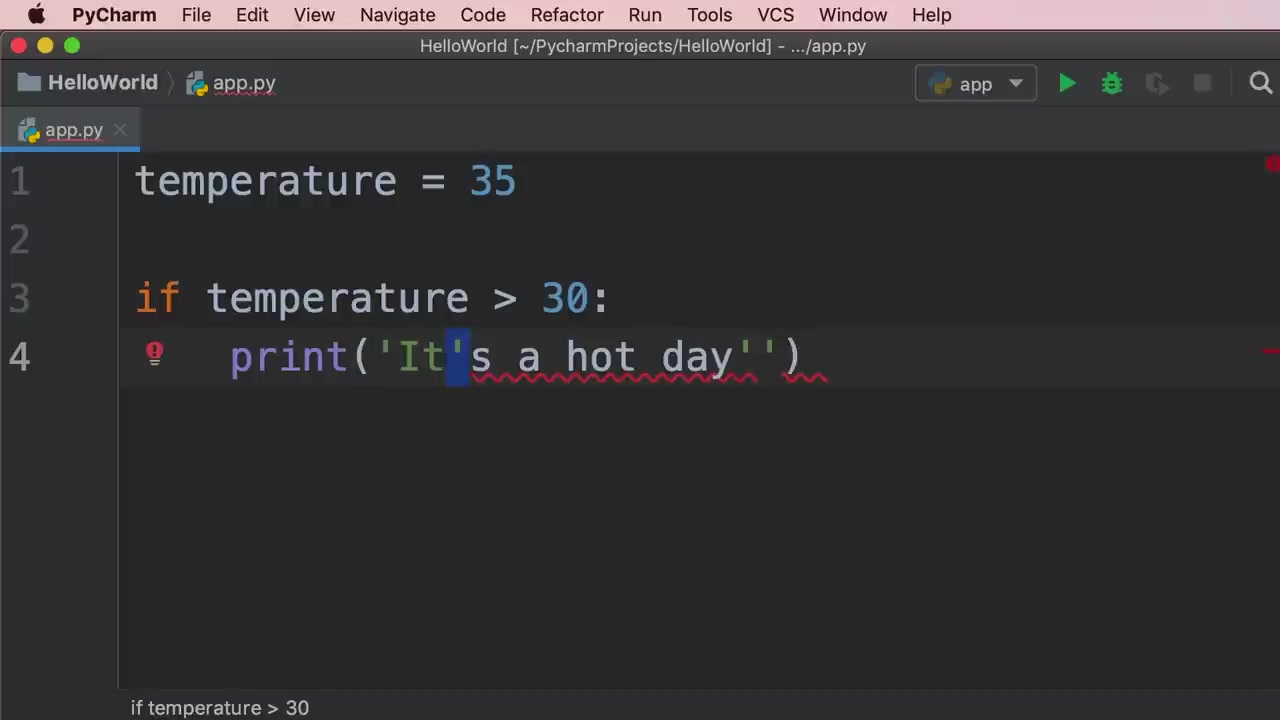 PyCharm File Edit View Navigate Code Refactor Run Tools VCS Window Help
HelloWorld [~/PycharmProjects/HelloWorld] - .../app.py
HelloWorld app.py app
app.py
1 temperature = 35
2
3 if temperature > 30:
4 print('It's a hot day'')
if temperature > 30